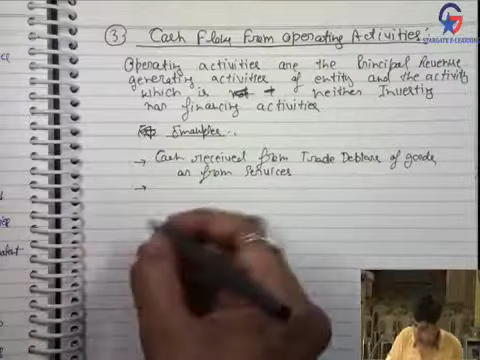 STARGATE E-LEARNING
③ Cash Flow From Operating Activities:
Operating activities are the Principal Revenue
generating activities of entity and the activity
which is neither Investing
nor financing activities
Examples..
→ Cash received from Trade Debtors of goods
or from Services
→